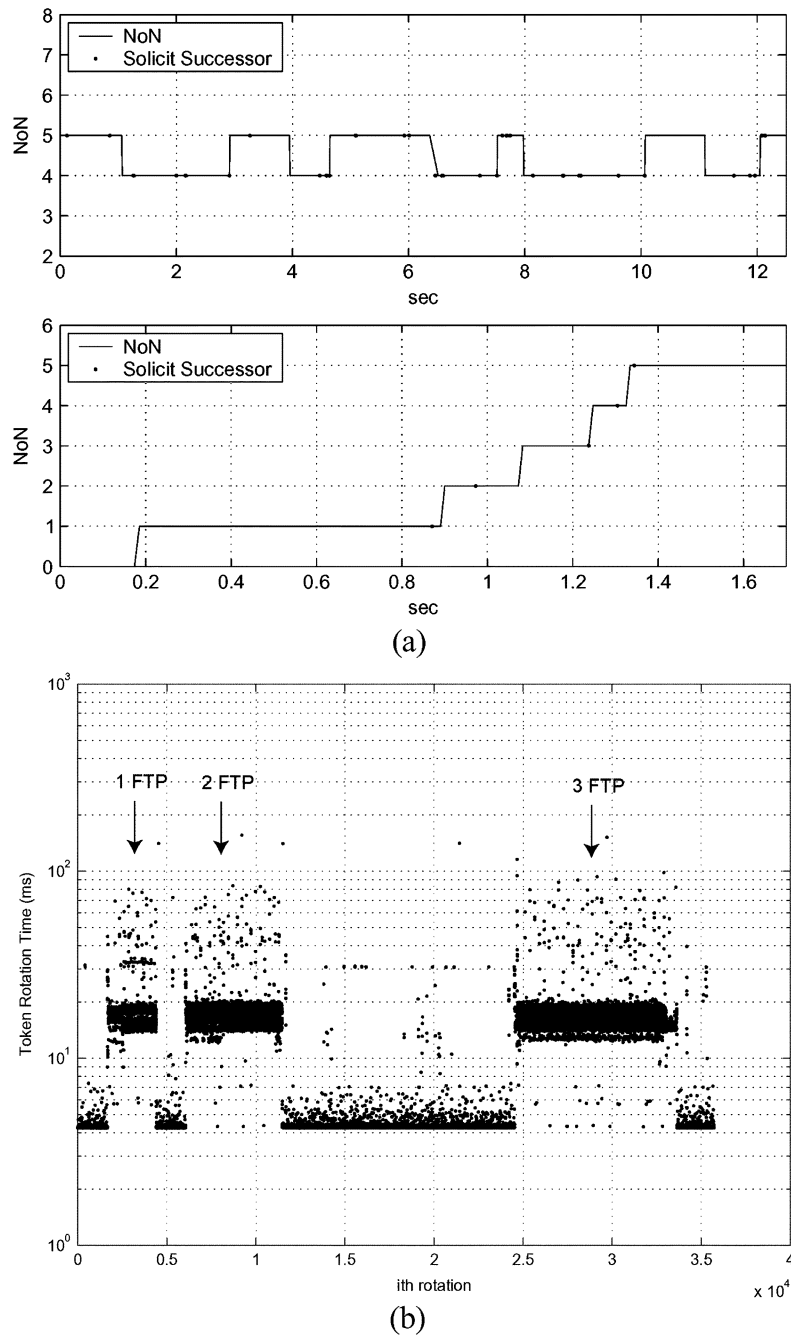 8
7
6
5
4
3
2
NoN
NoN
Solicit Successor
0 2 4 6 8 10 12
sec
6
5
4
3
2
1
0
NoN
NoN
Solicit Successor
0 0.2 0.4 0.6 0.8 1 1.2 1.4 1.6
sec
(a)
10³
10²
10¹
10⁰
Token Rotation Time (ms)
1 FTP
2 FTP
3 FTP
0 0.5 1 1.5 2 2.5 3 3.5 4
ith rotation
x 10⁴
(b)